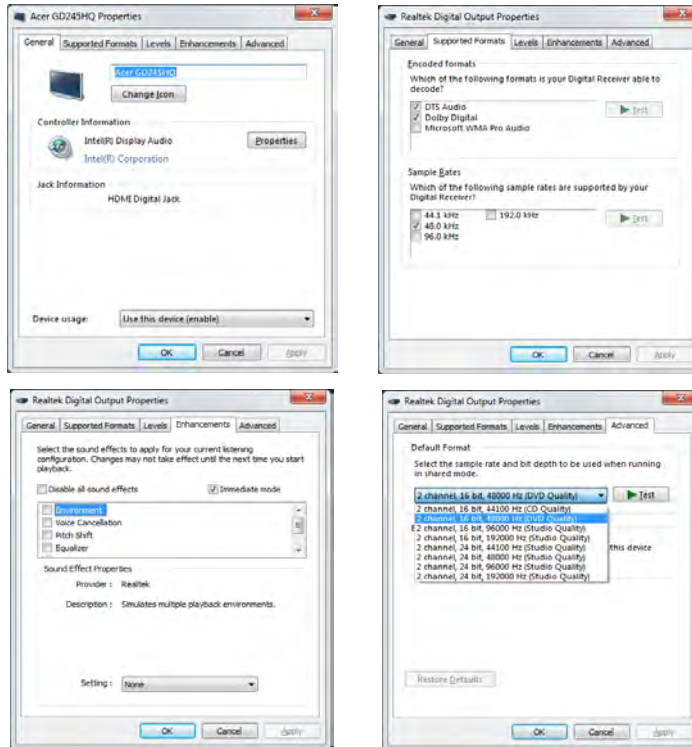 Acer GD245HQ Properties
General Supported Formats Levels Enhancements Advanced
Acer GD245HQ
Change Icon
Controller Information
Intel(R) Display Audio
Properties
Intel(R) Corporation
Jack Information
HDMI Digital Jack
Device usage:
Use this device (enable)
OK Cancel Apply
Realtek Digital Output Properties
General Supported Formats Levels Enhancements Advanced
Encoded formats
Which of the following formats is your Digital Receiver able to
decode?
DTS Audio
Test
Dolby Digital
Microsoft WMA Pro Audio
Sample Rates
Which of the following sample rates are supported by your
Digital Receiver?
44.1 kHz 192.0 kHz
Test
48.0 kHz
96.0 kHz
OK Cancel Apply
Realtek Digital Output Properties
General Supported Formats Levels Enhancements Advanced
Select the sound effects to apply for your current listening
configuration. Changes may not take effect until the next time you start
playback.
Disable all sound effects Immediate mode
Environment
Voice Cancellation
Pitch Shift
Equalizer
Sound Effect Properties
Provider : Realtek
Description : Simulates multiple playback environments.
Setting : None
OK Cancel Apply
Realtek Digital Output Properties
General Supported Formats Levels Enhancements Advanced
Default Format
Select the sample rate and bit depth to be used when running
in shared mode.
2 channel, 16 bit, 48000 Hz (DVD Quality)
Test
2 channel, 16 bit, 44100 Hz (CD Quality)
2 channel, 16 bit, 48000 Hz (DVD Quality)
E 2 channel, 16 bit, 96000 Hz (Studio Quality)
2 channel, 16 bit, 192000 Hz (Studio Quality)
2 channel, 24 bit, 44100 Hz (Studio Quality) this device
2 channel, 24 bit, 48000 Hz (Studio Quality)
2 channel, 24 bit, 96000 Hz (Studio Quality)
2 channel, 24 bit, 192000 Hz (Studio Quality)
Restore Defaults
OK Cancel Apply